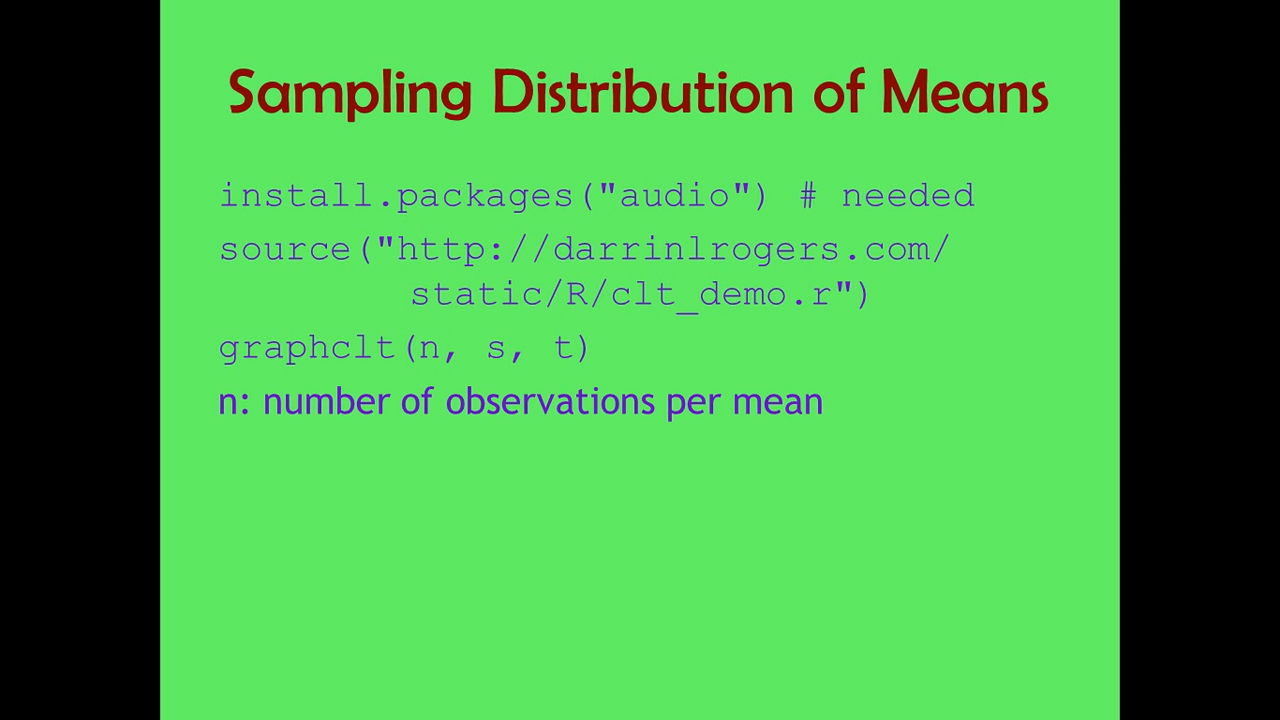 Sampling Distribution of Means
install.packages("audio") # needed
source("http://darrinlrogers.com/
static/R/clt_demo.r")
graphclt(n, s, t)
n: number of observations per mean